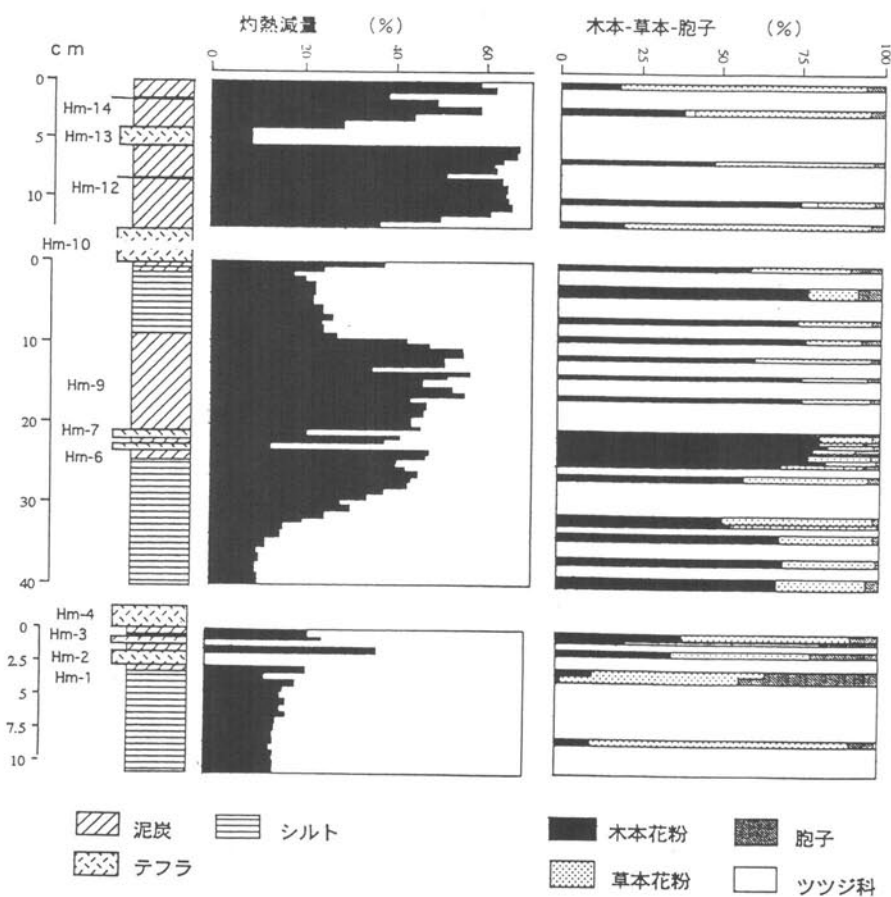 灼熱減量 (%)
木本-草本-胞子 (%)
cm
0 30 40 60
0 25 50 75 100
0
Hm-14
5
Hm-13
Hm-12
10
Hm-10
0
10
Hm-9
20
Hm-7
Hm-6
30
40
Hm-4
0
Hm-3
2.5
Hm-2
Hm-1
5
7.5
10
泥炭 シルト
テフラ
木本花粉 胞子
草本花粉 ツツジ科